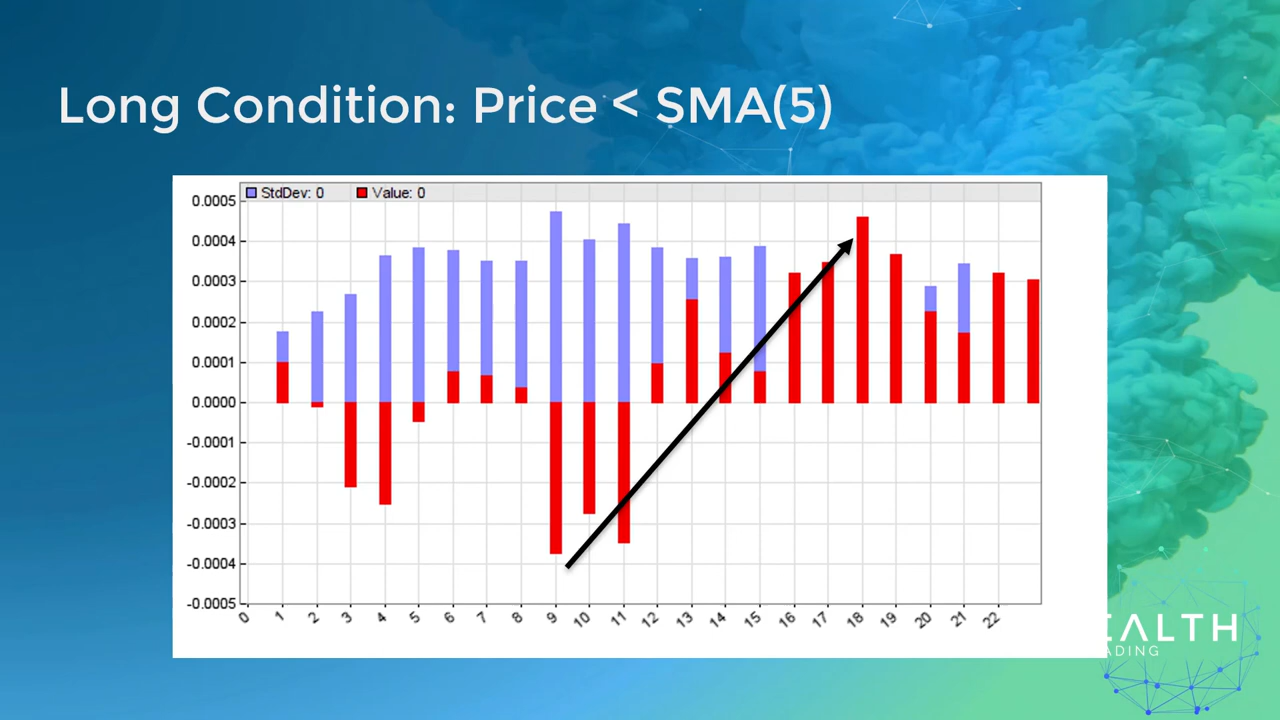 Long Condition: Price < SMA(5)
StdDev: 0 Value: 0
0.0005
0.0004
0.0003
0.0002
0.0001
0.0000
-0.0001
-0.0002
-0.0003
-0.0004
-0.0005
0 1 2 3 4 5 6 7 8 9 10 11 12 13 14 15 16 17 18 19 20 21 22
EALTH
ADING